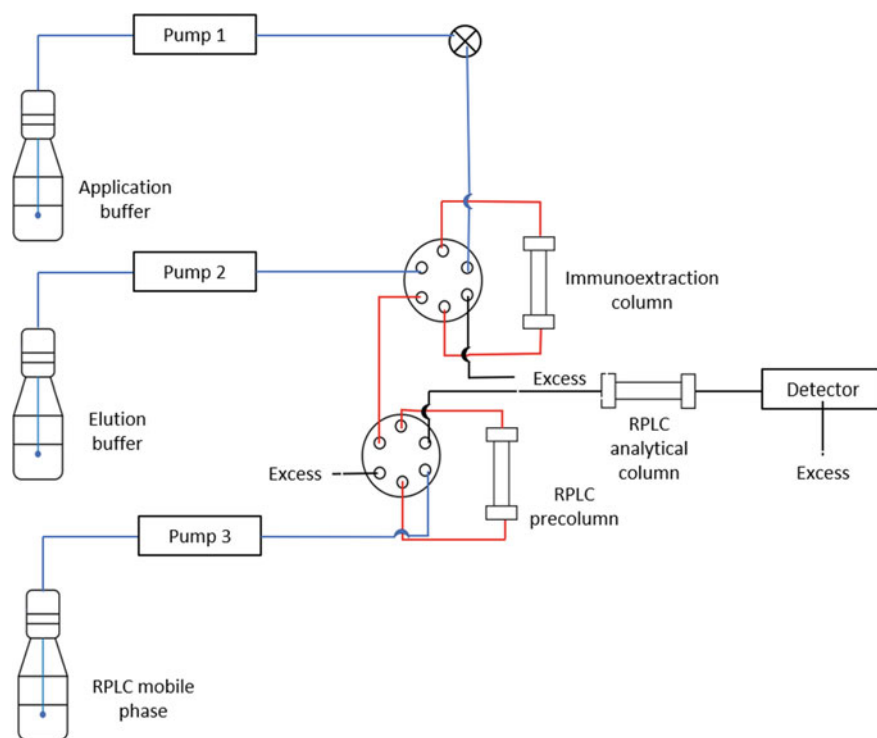 Pump 1
Application
buffer
Pump 2
Immunoextraction
column
Elution
buffer
Excess
Detector
RPLC
analytical
column
Excess
Excess
RPLC
precolumn
Pump 3
RPLC mobile
phase